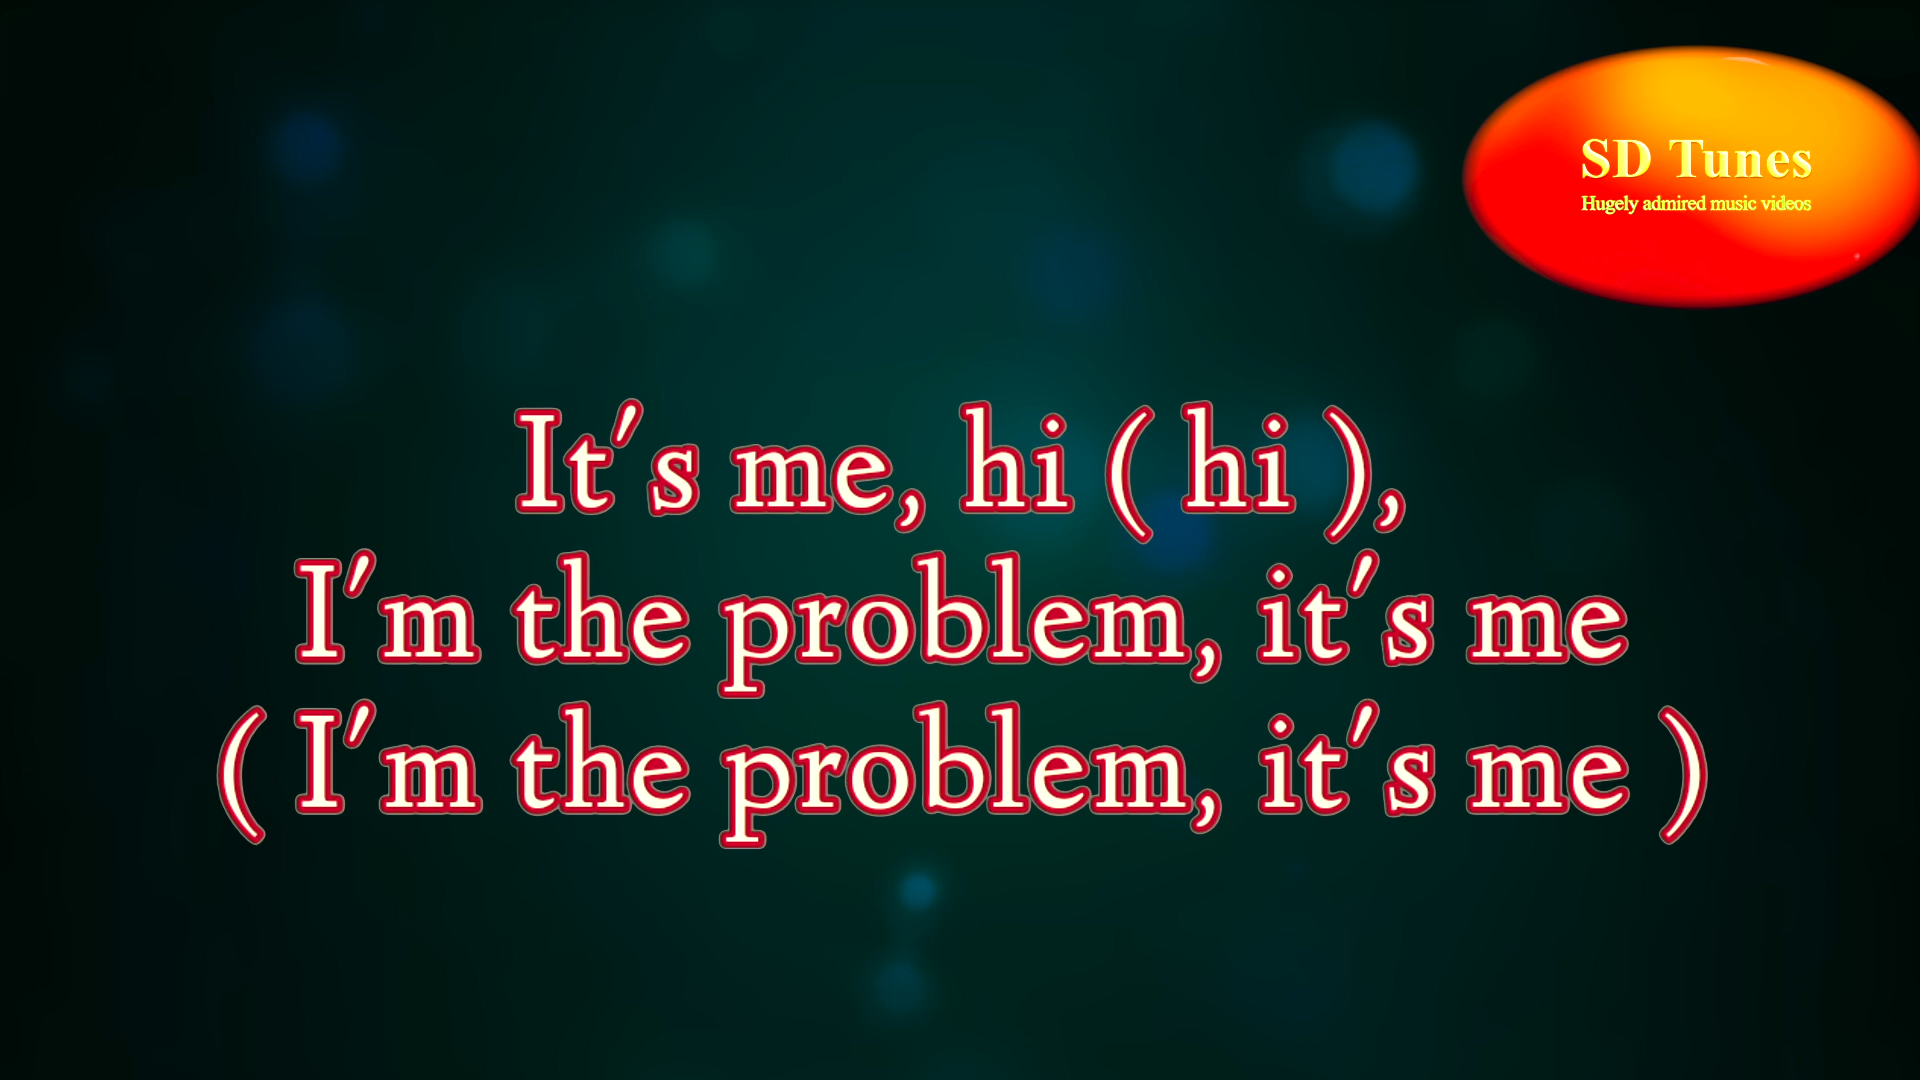 SD Tunes
Hugely admired music videos
It's me, hi ( hi ),
I'm the problem, it's me
( I'm the problem, it's me )